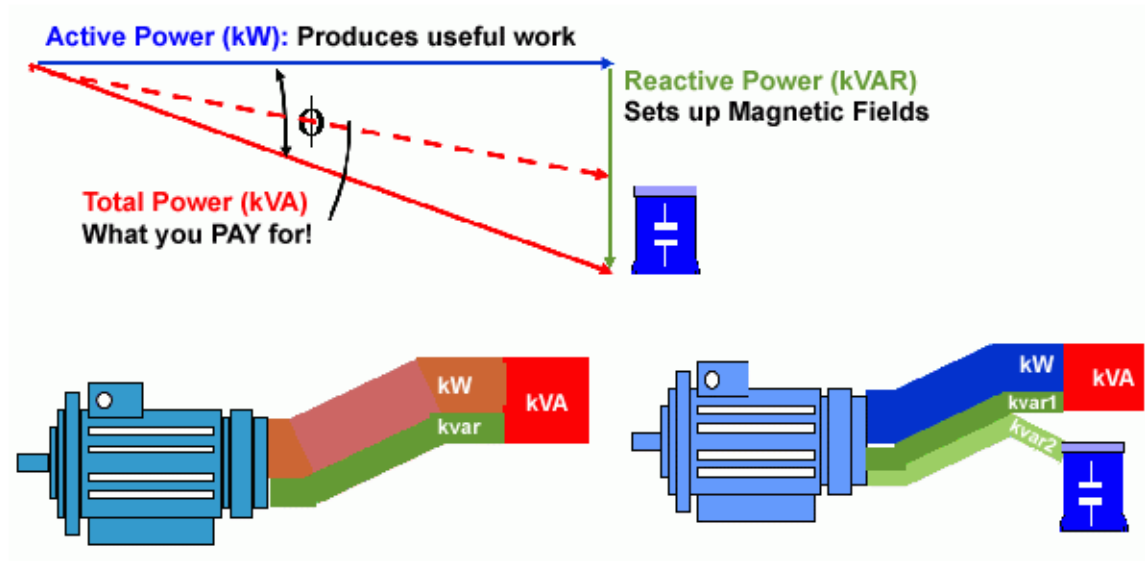 Active Power (kW): Produces useful work
Reactive Power (kVAR)
Sets up Magnetic Fields
ϕ
Total Power (kVA)
What you PAY for!
kW
kVA
kvar
kW
kVA
kvar1
kvar2